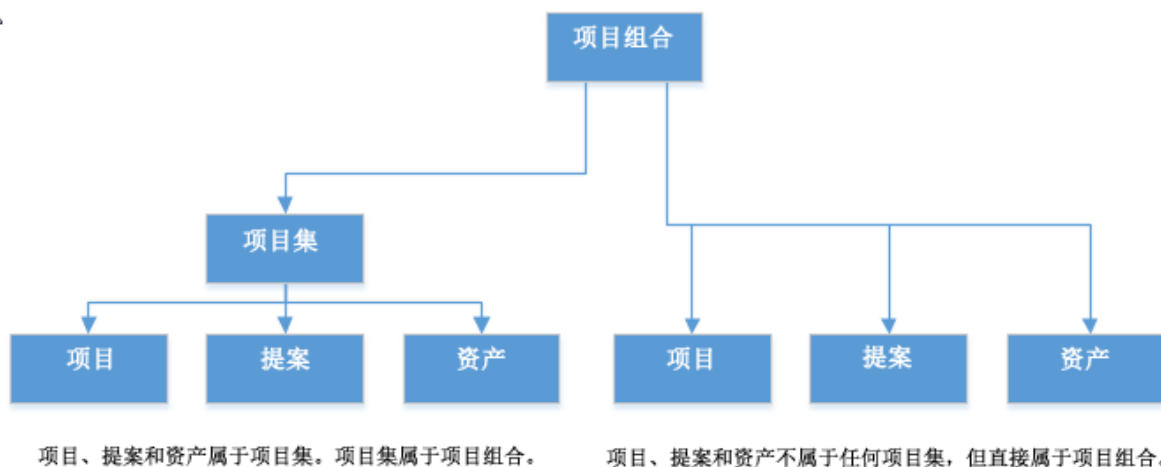 项目组合
项目集
项目 提案 资产 项目 提案 资产
项目、提案和资产属于项目集。项目集属于项目组合。 项目、提案和资产不属于任何项目集，但直接属于项目组合